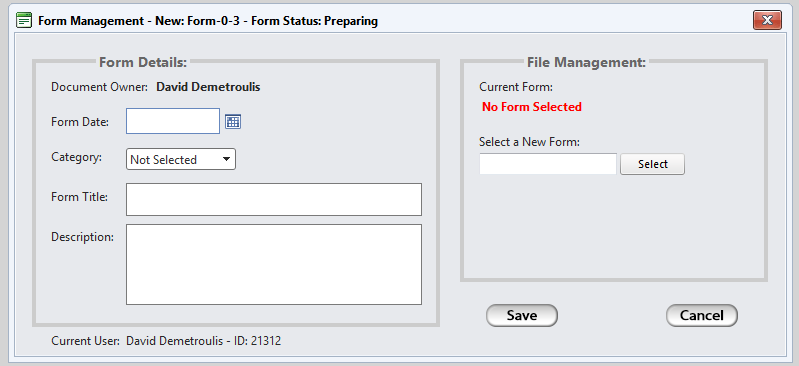 Form Management - New: Form-0-3 - Form Status: Preparing
Form Details:
Document Owner: David Demetroulis
Form Date:
Category: Not Selected
Form Title:
Description:
Current User: David Demetroulis - ID: 21312
File Management:
Current Form:
No Form Selected
Select a New Form:
Select
Save
Cancel